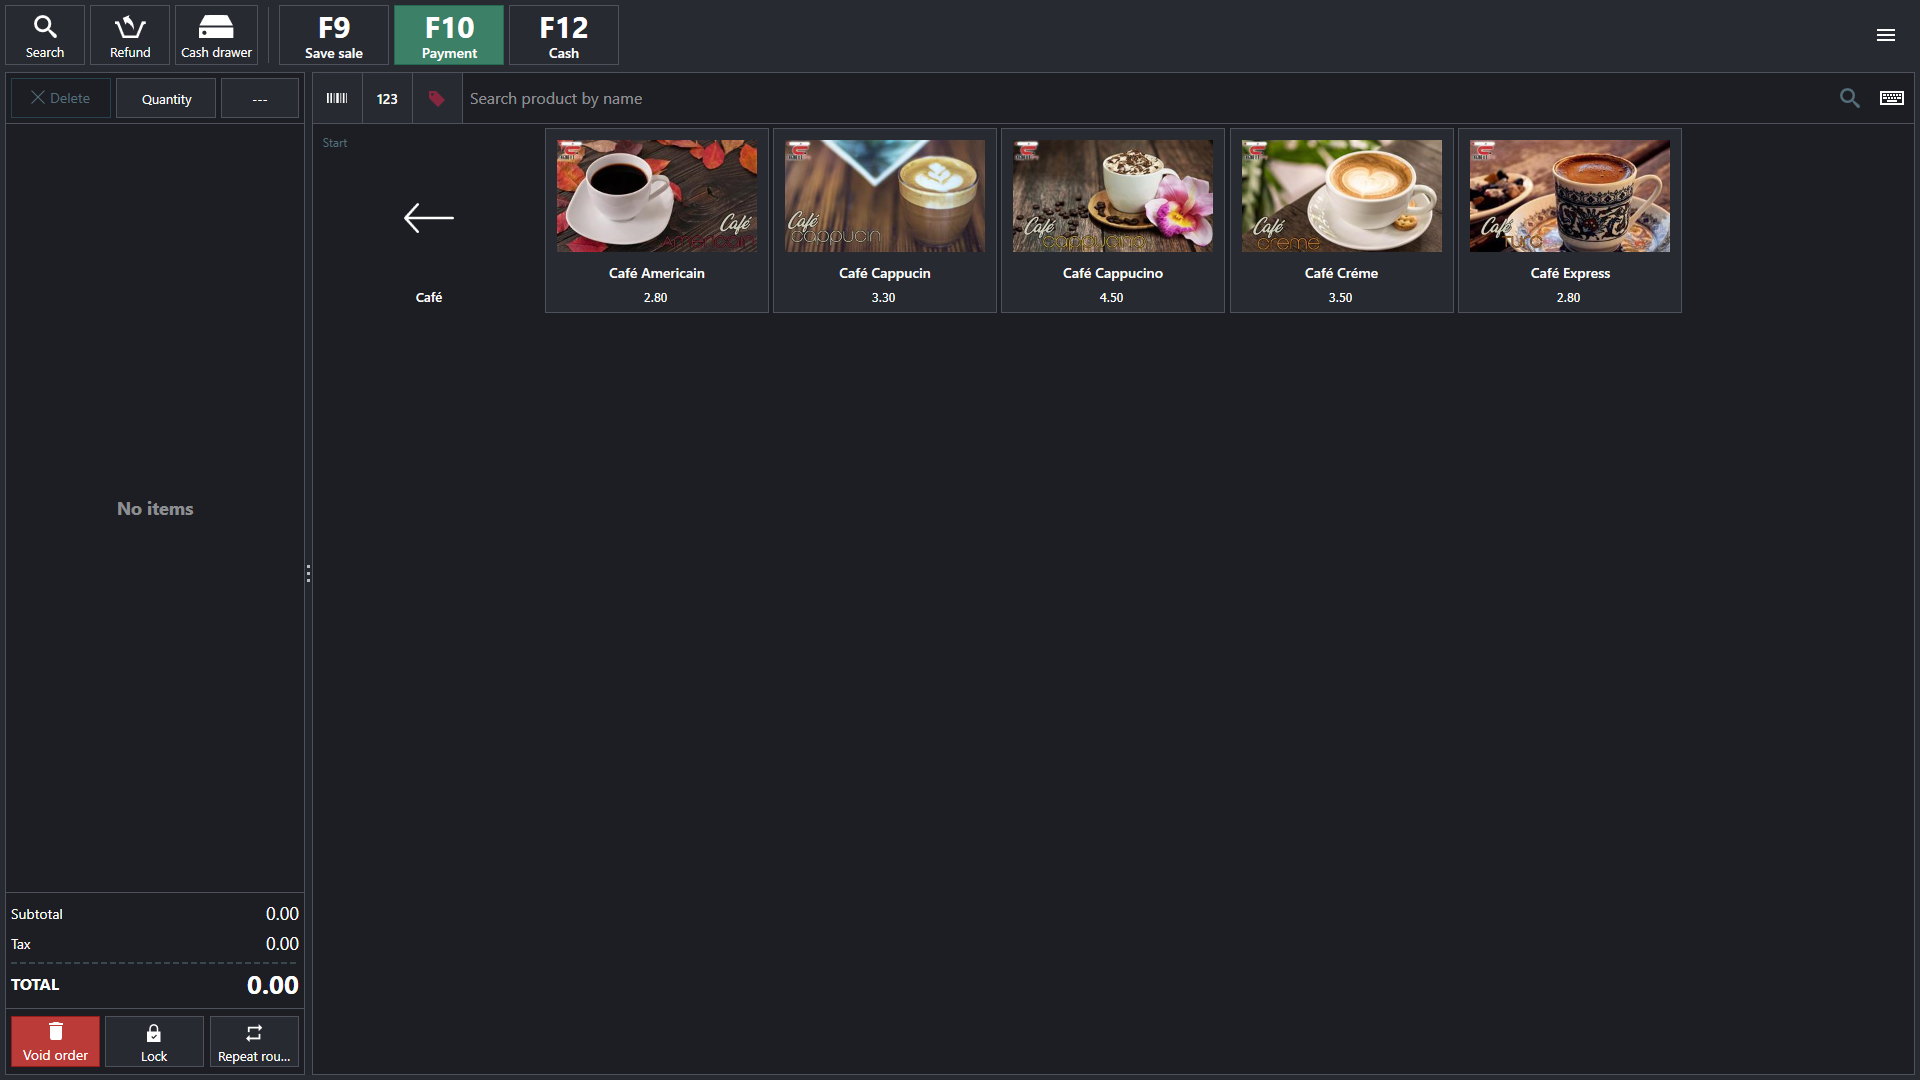 Search
Refund
Cash drawer
F9
Save sale
F10
Payment
F12
Cash
Delete
Quantity
---
123
Search product by name
Start
Café
Café
Americain
Café Americain
2.80
Café
cappucin
Café Cappucin
3.30
Café
cappucino
Café Cappucino
4.50
Café
creme
Café Créme
3.50
Café
Turc
Café Express
2.80
No items
Subtotal
0.00
Tax
0.00
TOTAL
0.00
Void order
Lock
Repeat rou...